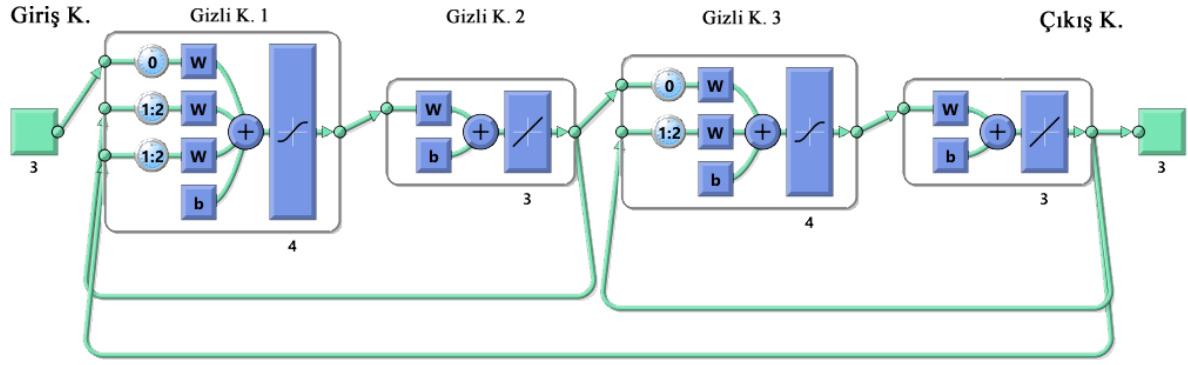 Giriş K.
Gizli K. 1
Gizli K. 2
Gizli K. 3
Çıkış K.
0 W
1:2 W
1:2 W
b
+
4
W
b
+
3
0 W
1:2 W
b
+
4
W
b
+
3
3
3